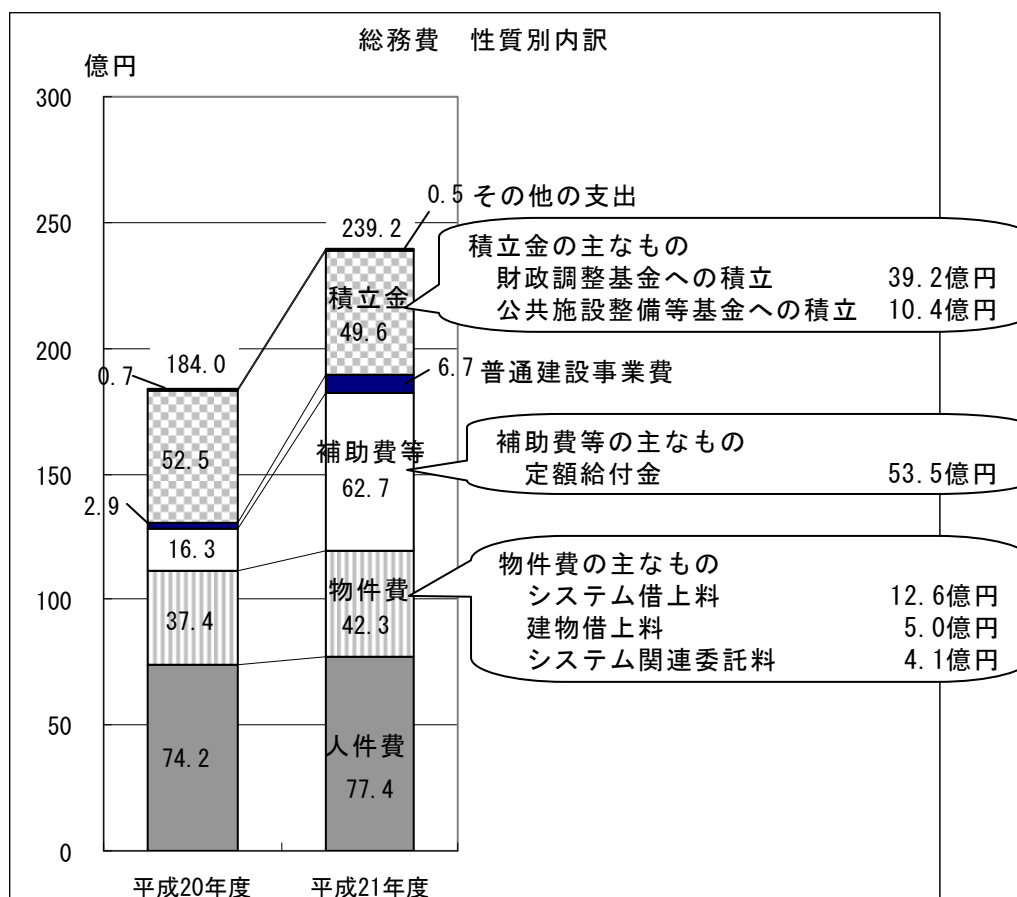 総務費　性質別内訳
億円
300
250
200
150
100
50
0
184.0
0.7
52.5
2.9
16.3
37.4
74.2
239.2
0.5 その他の支出
積立金
49.6
6.7 普通建設事業費
補助費等
62.7
物件費
42.3
人件費
77.4
積立金の主なもの
財政調整基金への積立 39.2億円
公共施設整備等基金への積立 10.4億円
補助費等の主なもの
定額給付金 53.5億円
物件費の主なもの
システム借上料 12.6億円
建物借上料 5.0億円
システム関連委託料 4.1億円
平成20年度 平成21年度